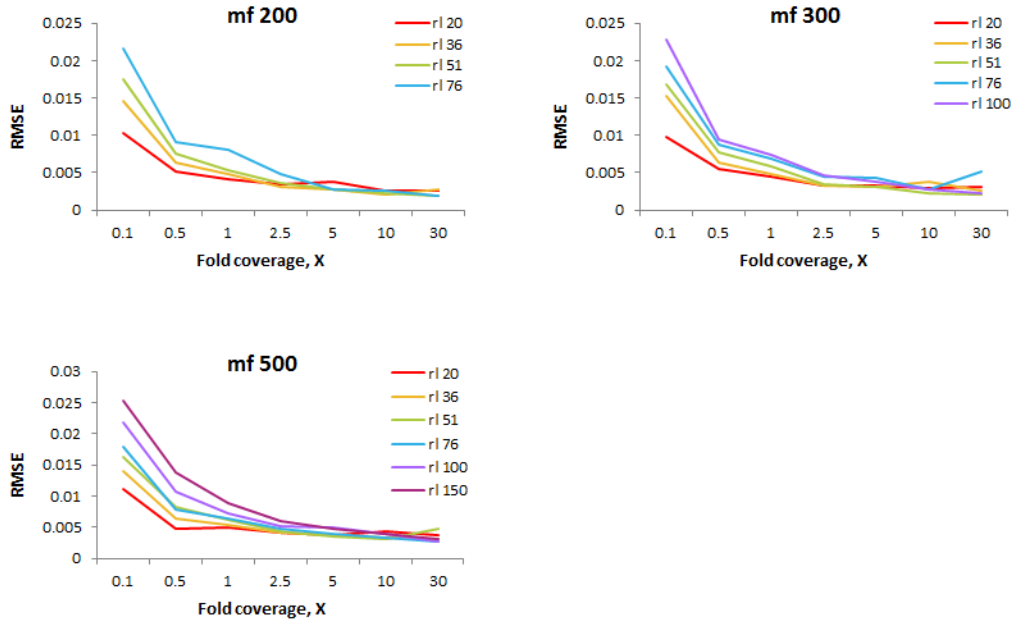 mf 200
0.025
0.02
0.015
0.01
0.005
0
RMSE
0.1 0.5 1 2.5 5 10 30
Fold coverage, X
rl 20
rl 36
rl 51
rl 76
mf 300
0.025
0.02
0.015
0.01
0.005
0
RMSE
0.1 0.5 1 2.5 5 10 30
Fold coverage, X
rl 20
rl 36
rl 51
rl 76
rl 100
mf 500
0.03
0.025
0.02
0.015
0.01
0.005
0
RMSE
0.1 0.5 1 2.5 5 10 30
Fold coverage, X
rl 20
rl 36
rl 51
rl 76
rl 100
rl 150